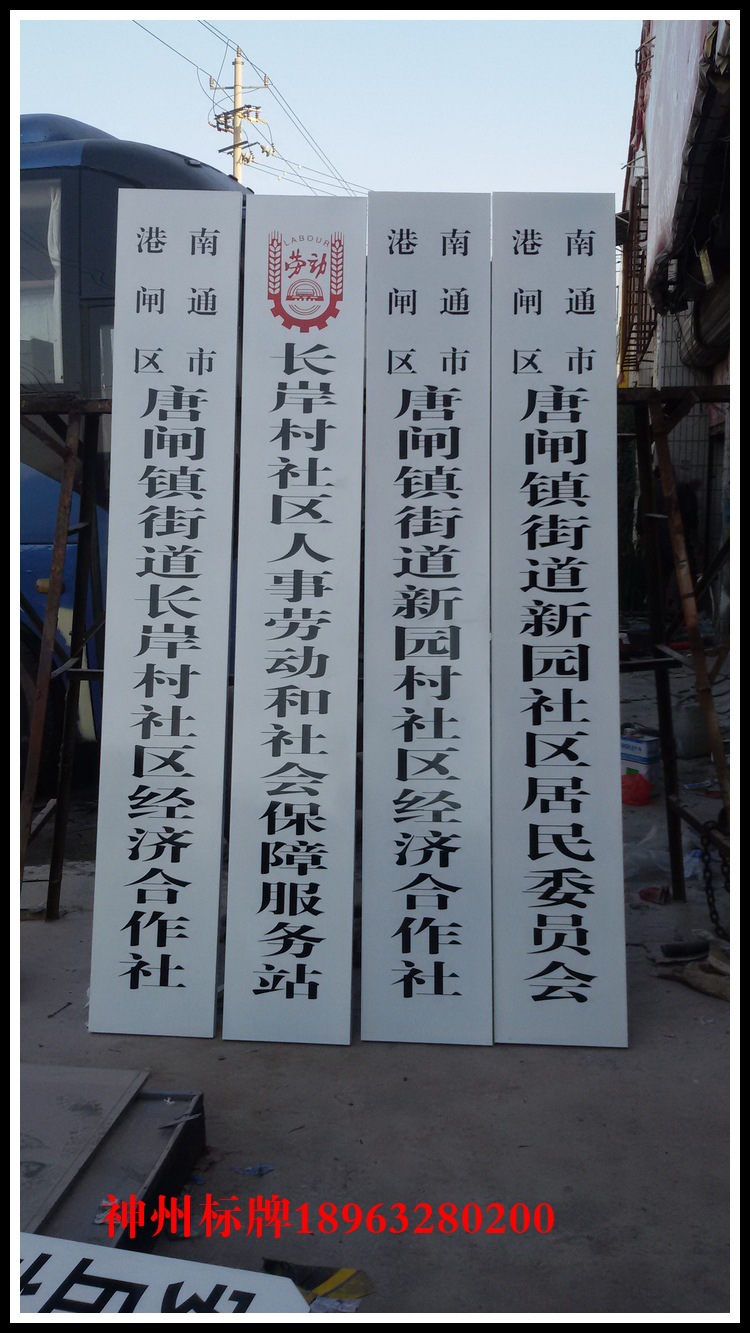 南通市
港闸区
唐闸镇街道长岸村社区经济合作社
LABOUR
劳动
长岸村社区人事劳动和社会保障服务站
南通市
港闸区
唐闸镇街道新园村社区经济合作社
南通市
港闸区
唐闸镇街道新园社区居民委员会
神州标牌18963280200